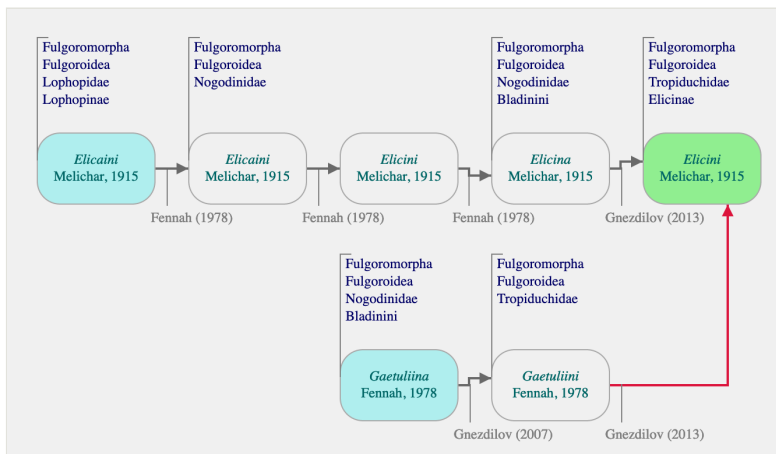 Fulgoromorpha
Fulgoroidea
Lophopidae
Lophopinae
Fulgoromorpha
Fulgoroidea
Nogodinidae
Fulgoromorpha
Fulgoroidea
Nogodinidae
Bladinini
Fulgoromorpha
Fulgoroidea
Tropiduchidae
Elicinae
Elicaini
Melichar, 1915
Elicaini
Melichar, 1915
Elicini
Melichar, 1915
Elicina
Melichar, 1915
Elicini
Melichar, 1915
Fennah (1978)
Fennah (1978)
Fennah (1978)
Gnezdilov (2013)
Fulgoromorpha
Fulgoroidea
Nogodinidae
Bladinini
Fulgoromorpha
Fulgoroidea
Tropiduchidae
Gaetuliina
Fennah, 1978
Gaetuliini
Fennah, 1978
Gnezdilov (2007)
Gnezdilov (2013)